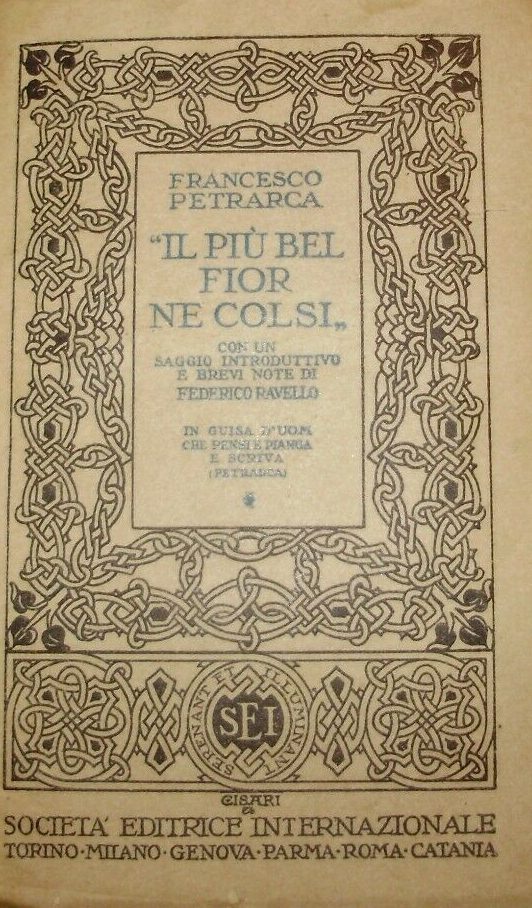 FRANCESCO
PETRARCA
"IL PIÙ BEL
FIOR
NE COLSI„
CON UN
SAGGIO INTRODUTTIVO
E BREVI NOTE DI
FEDERICO RAVELLO
IN GUISA D'UOM
CHE PENSI E PIANGA
E SCRIVA
(PETRARCA)
SERENANT ET ILLUMINANT
SEI
CISARI
SOCIETA' EDITRICE INTERNAZIONALE
TORINO·MILANO·GENOVA·PARMA·ROMA·CATANIA